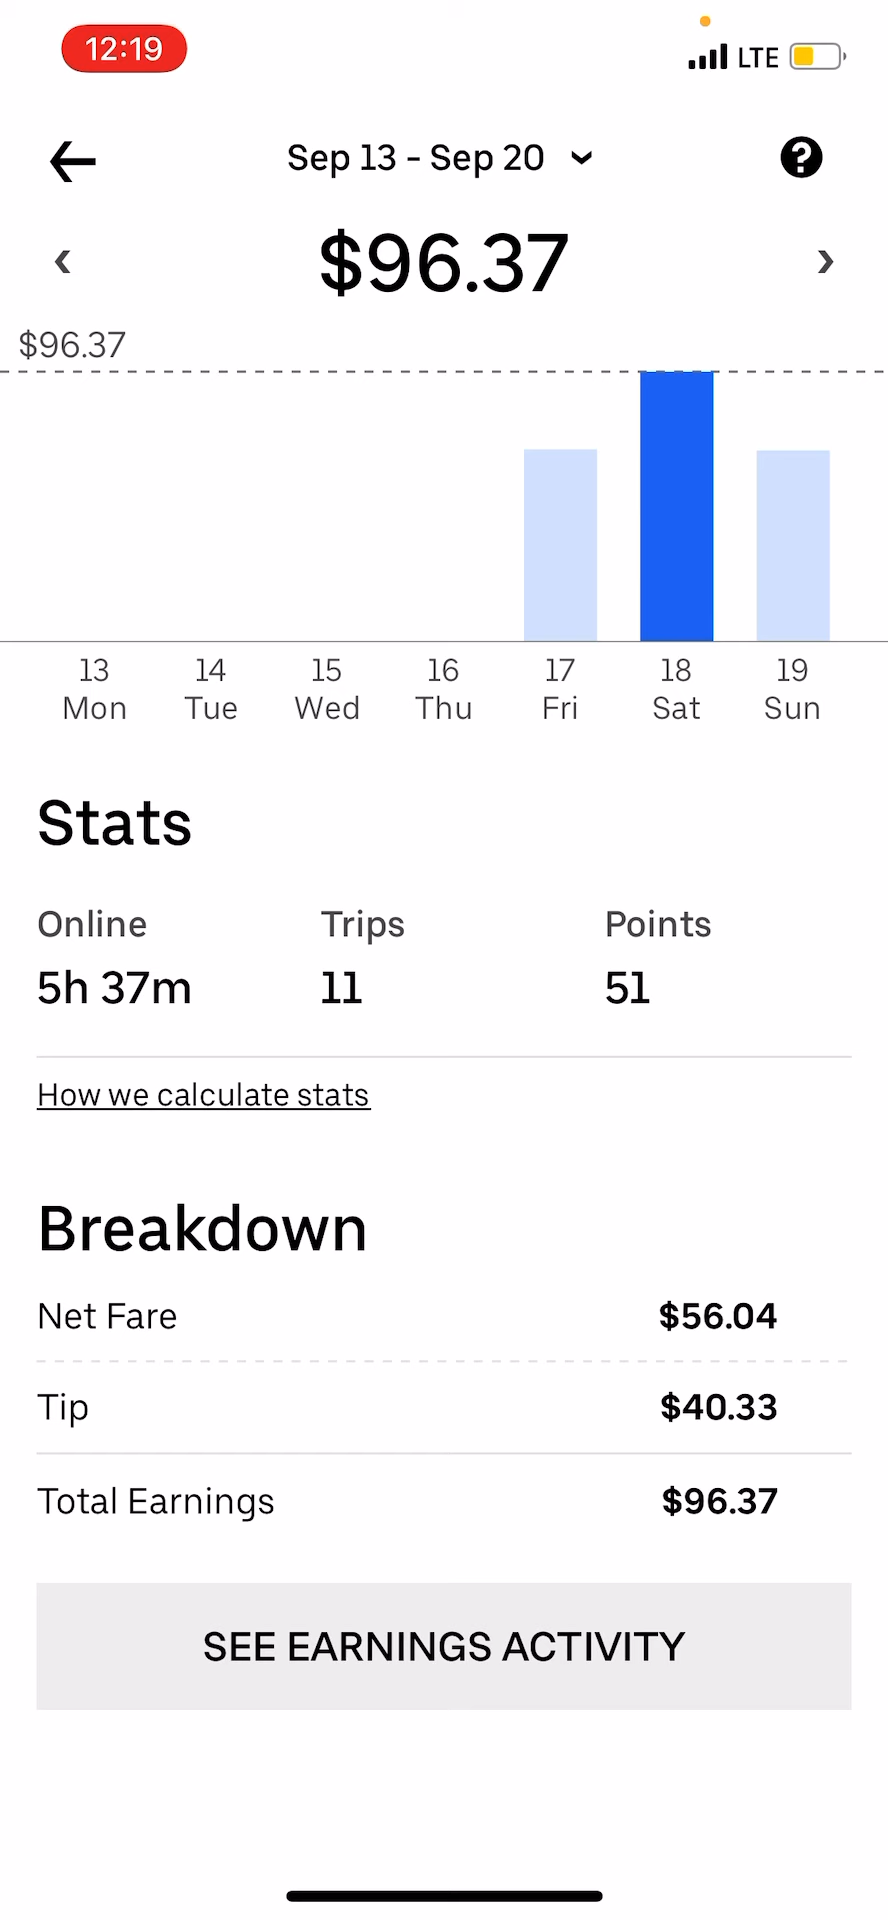 12:19
LTE
Sep 13 - Sep 20
?
‹ $96.37 ›
$96.37
13 14 15 16 17 18 19
Mon Tue Wed Thu Fri Sat Sun
Stats
Online Trips Points
5h 37m 11 51
How we calculate stats
Breakdown
Net Fare $56.04
Tip $40.33
Total Earnings $96.37
SEE EARNINGS ACTIVITY